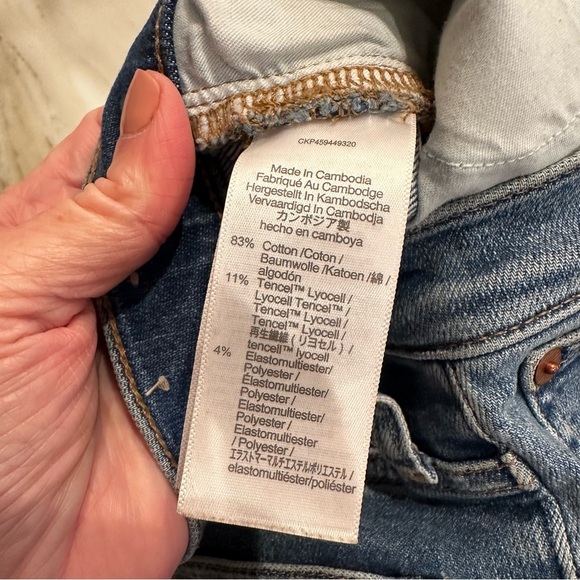 CKP459449320
Made In Cambodia
Fabriqué Au Cambodge
Hergestellt In Kambodscha
Vervaardigd In Cambodja
カンボジア製
hecho en camboya
83% Cotton /Coton /
Baumwolle /Katoen /綿 /
algodón
11% Tencel™ Lyocell /
Lyocell Tencel™ /
Tencel™ Lyocell /
Tencel™ Lyocell /
再生繊維 ( リヨセル ) /
tencell™ lyocell
4% Elastomultiester /
Polyester /
Élastomultiester /
Polyester /
Elastomultiester /
Polyester /
Elastomultiester
/ Polyester /
エラストマーマルチエステル/ポリエステル /
elastomultiéster/poliéster